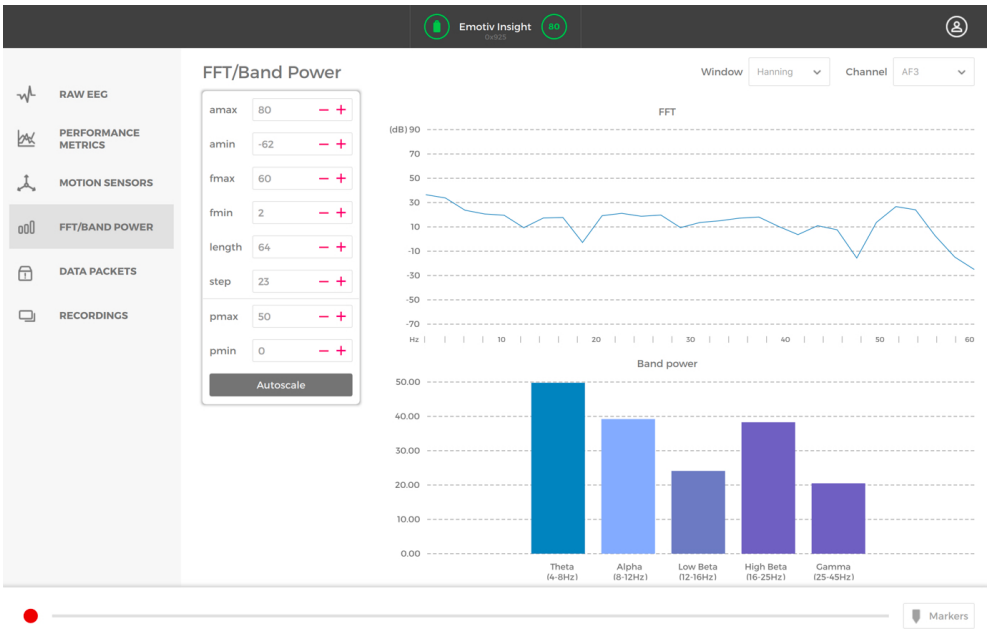 Emotiv Insight
0x925
80
FFT/Band Power
Window
Hanning
Channel
AF3
RAW EEG
PERFORMANCE
METRICS
MOTION SENSORS
FFT/BAND POWER
DATA PACKETS
RECORDINGS
amax 80 − +
amin -62 − +
fmax 60 − +
fmin 2 − +
length 64 − +
step 23 − +
pmax 50 − +
pmin 0 − +
Autoscale
FFT
(dB) 90
70
50
30
10
-10
-30
-50
-70
Hz 10 20 30 40 50 60
Band power
50.00
40.00
30.00
20.00
10.00
0.00
Theta
(4-8Hz)
Alpha
(8-12Hz)
Low Beta
(12-16Hz)
High Beta
(16-25Hz)
Gamma
(25-45Hz)
Markers